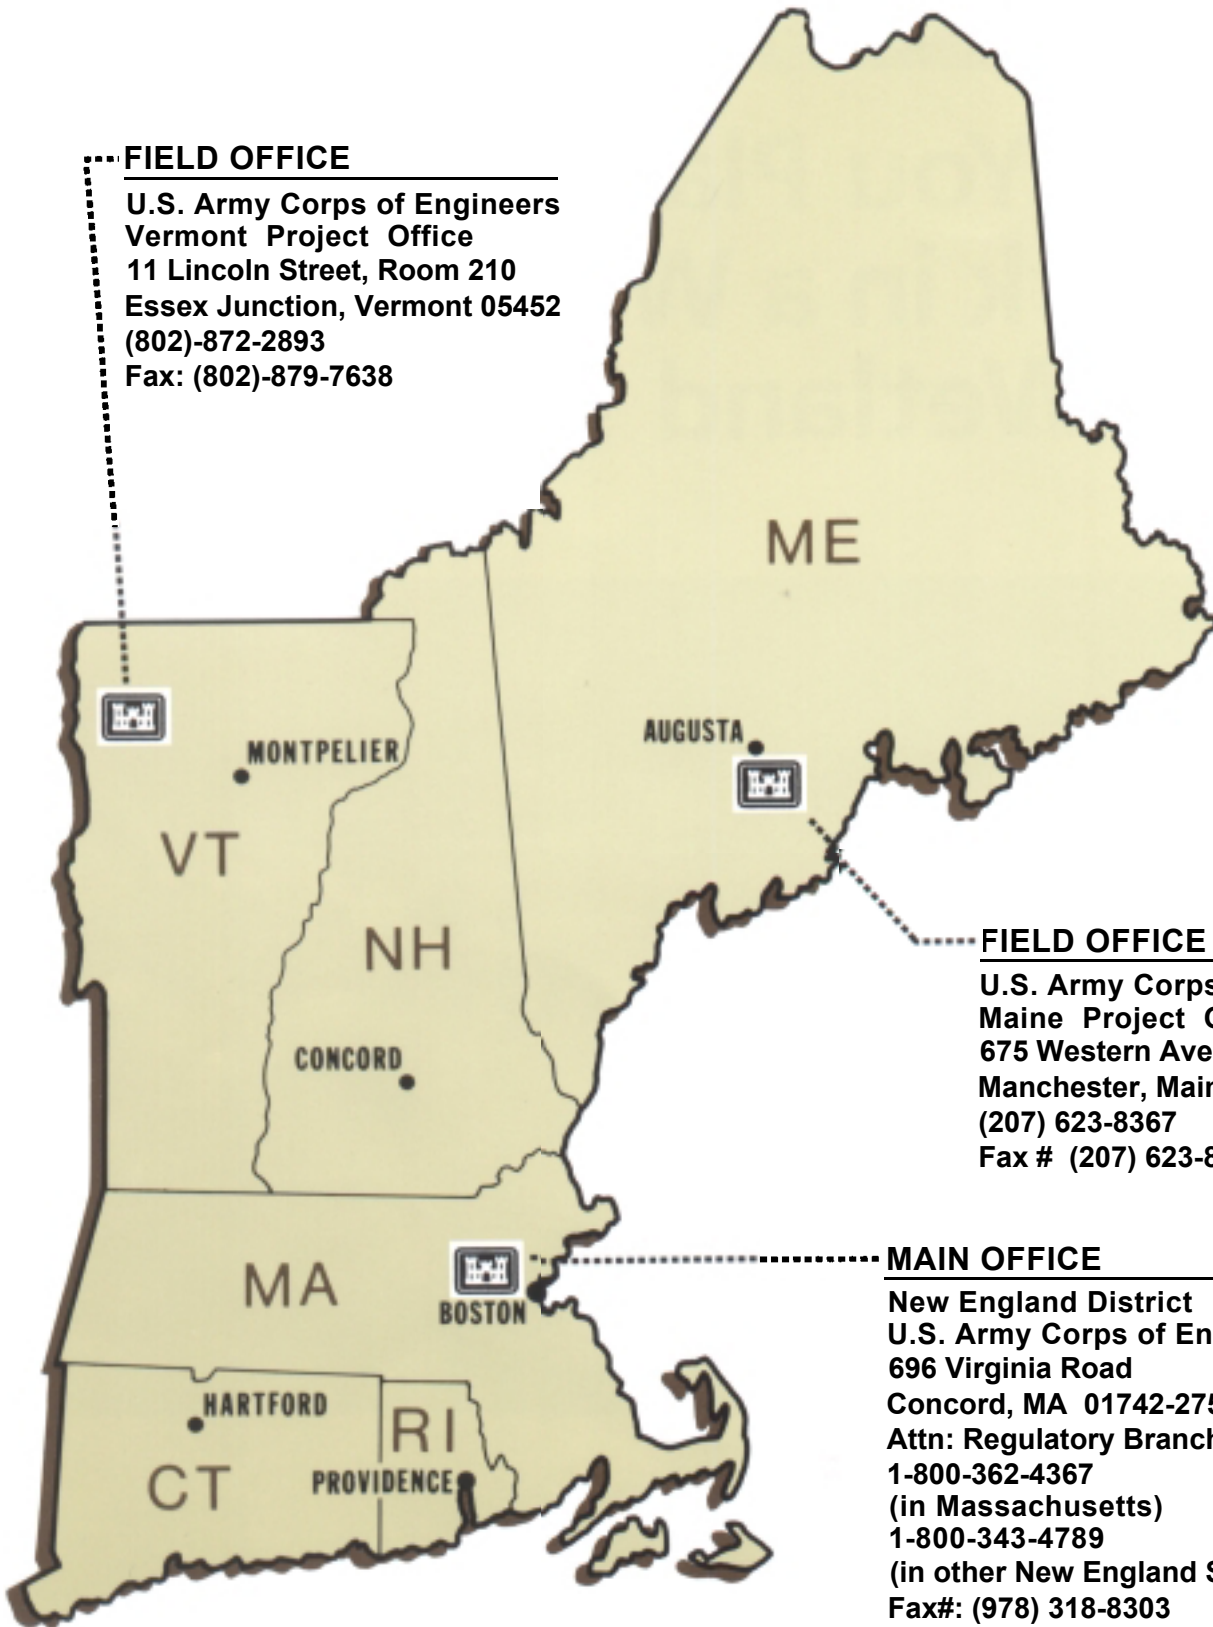 FIELD OFFICE
U.S. Army Corps of Engineers
Vermont Project Office
11 Lincoln Street, Room 210
Essex Junction, Vermont 05452
(802)-872-2893
Fax: (802)-879-7638
ME
AUGUSTA
MONTPELIER
VT
NH
CONCORD
FIELD OFFICE
U.S. Army Corps
Maine Project
675 Western Ave
Manchester,
(207) 623-8367
Fax # (207) 623-8
MA
BOSTON
MAIN OFFICE
New England District
U.S. Army Corps of En
696 Virginia Road
Concord, MA 01742-275
Attn: Regulatory Branch
1-800-362-4367
(in Massachusetts)
1-800-343-4789
(in other New England S
Fax#: (978) 318-8303
HARTFORD
RI
PROVIDENCE
CT